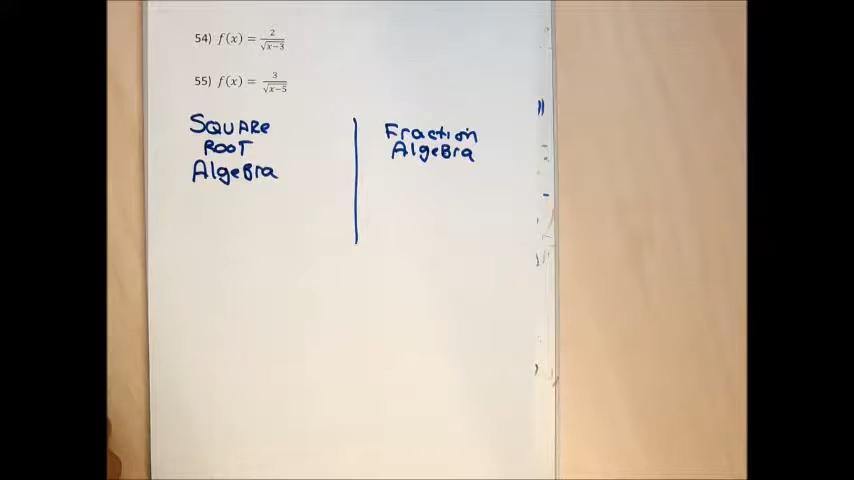 54) f(x) = 2/√x−3
55) f(x) = 3/√x−5
SQUARE
ROOT
AlgeBra
Fraction
AlgeBra